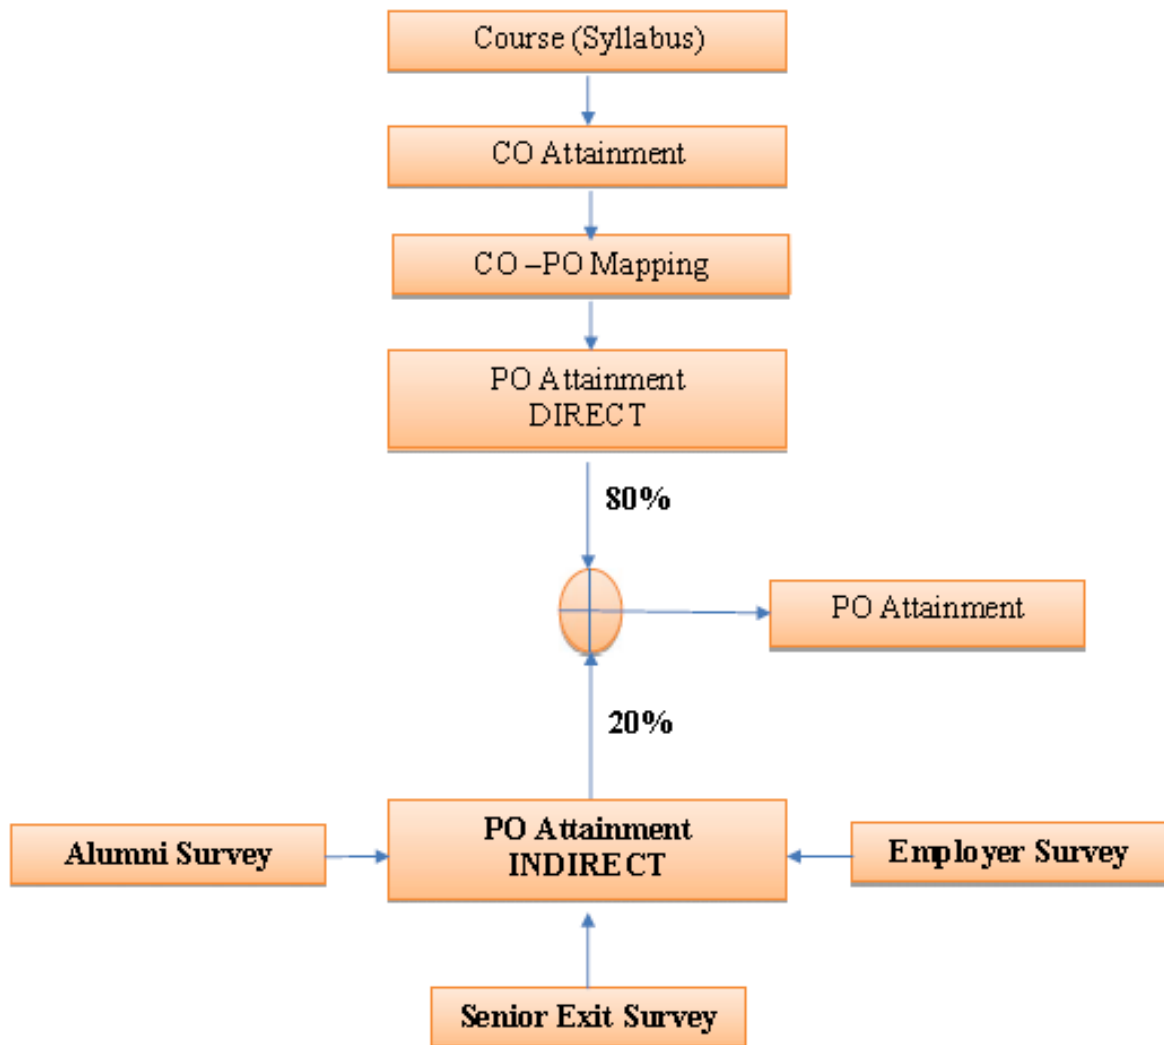 Course (Syllabus)
CO Attainment
CO –PO Mapping
PO Attainment
DIRECT
80%
PO Attainment
20%
PO Attainment
INDIRECT
Alumni Survey
Employer Survey
Senior Exit Survey